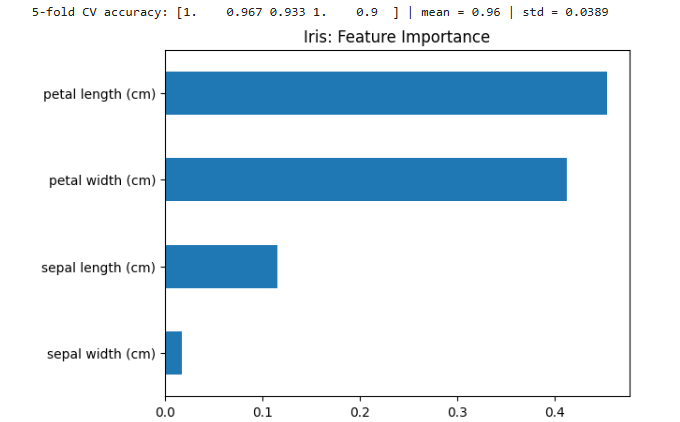 5-fold CV accuracy: [1.    0.967 0.933 1.    0.9  ] | mean = 0.96 | std = 0.0389
Iris: Feature Importance
petal length (cm)
petal width (cm)
sepal length (cm)
sepal width (cm)
0.0 0.1 0.2 0.3 0.4